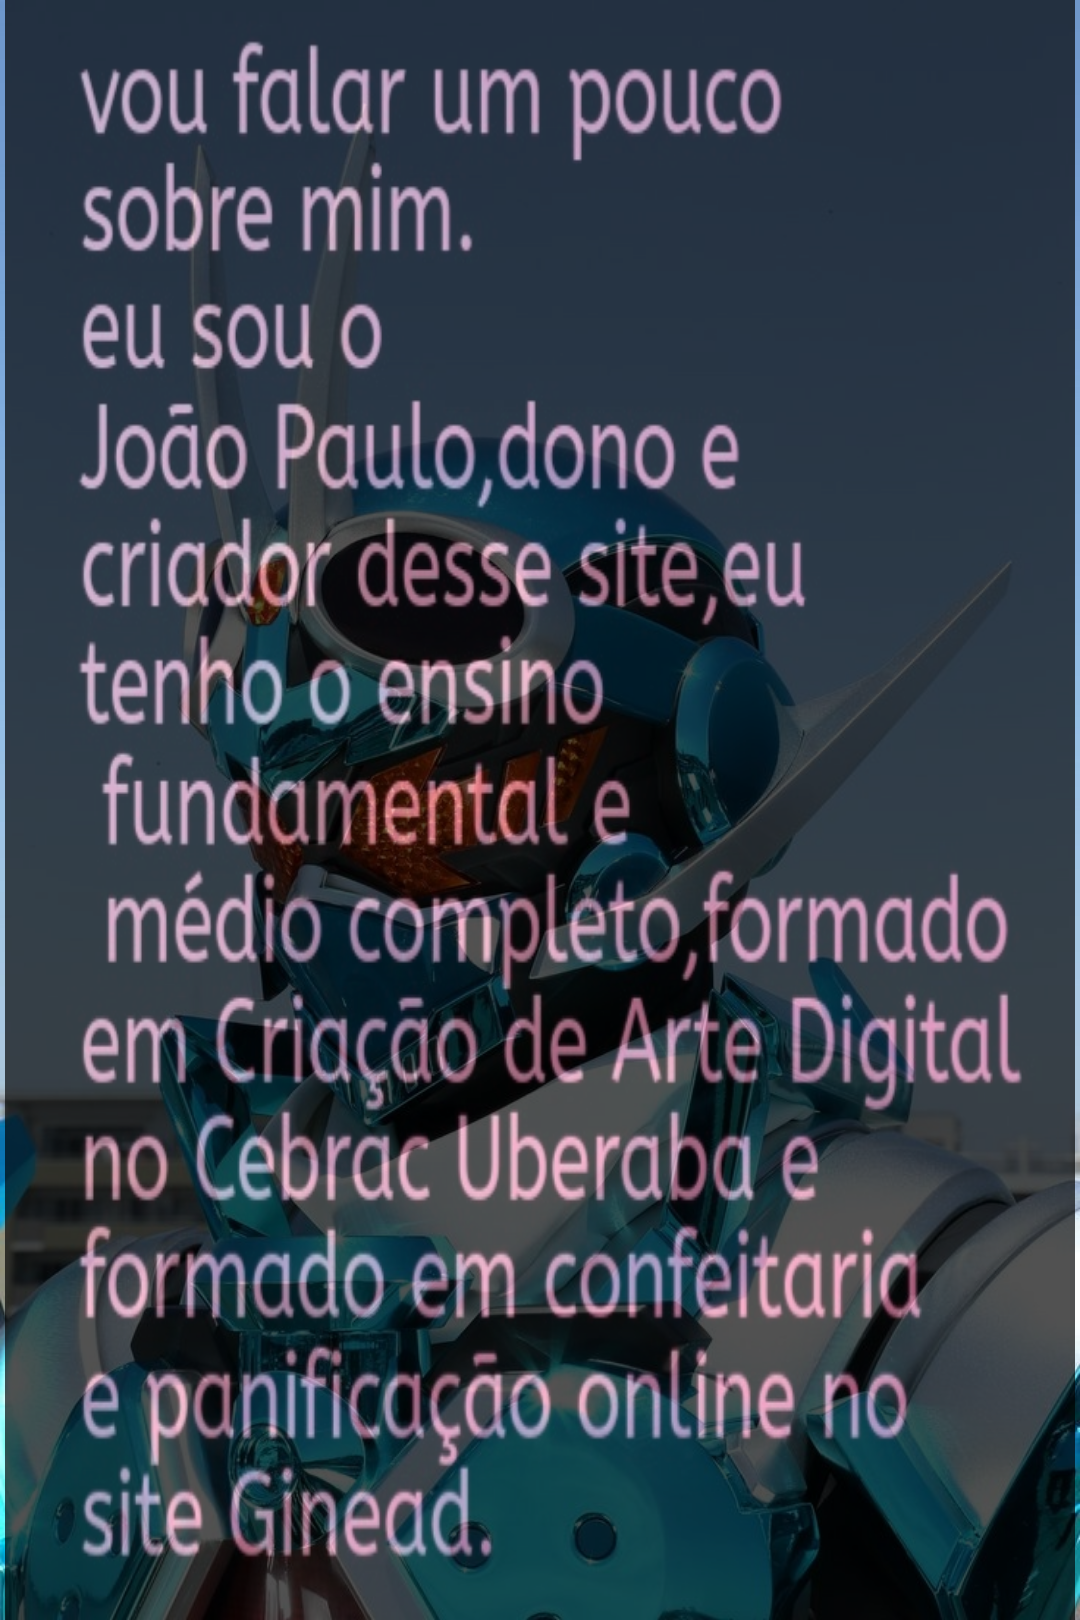 vou falar um pouco
sobre mim.
eu sou o
João Paulo,dono e
criador desse site,eu
tenho o ensino
fundamental e
médio completo,formado
em Criação de Arte Digital
no Cebrac Uberaba e
formado em confeitaria
e panificação online no
site Ginead.